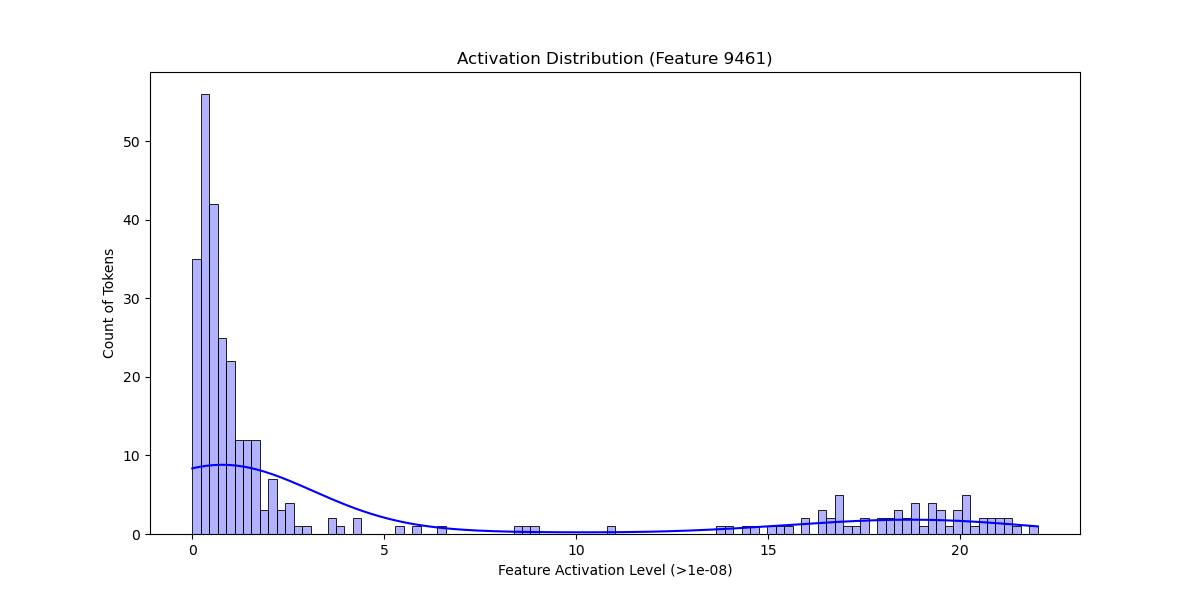 Activation Distribution (Feature 9461)
Count of Tokens
50
40
30
20
10
0
0 5 10 15 20
Feature Activation Level (>1e-08)